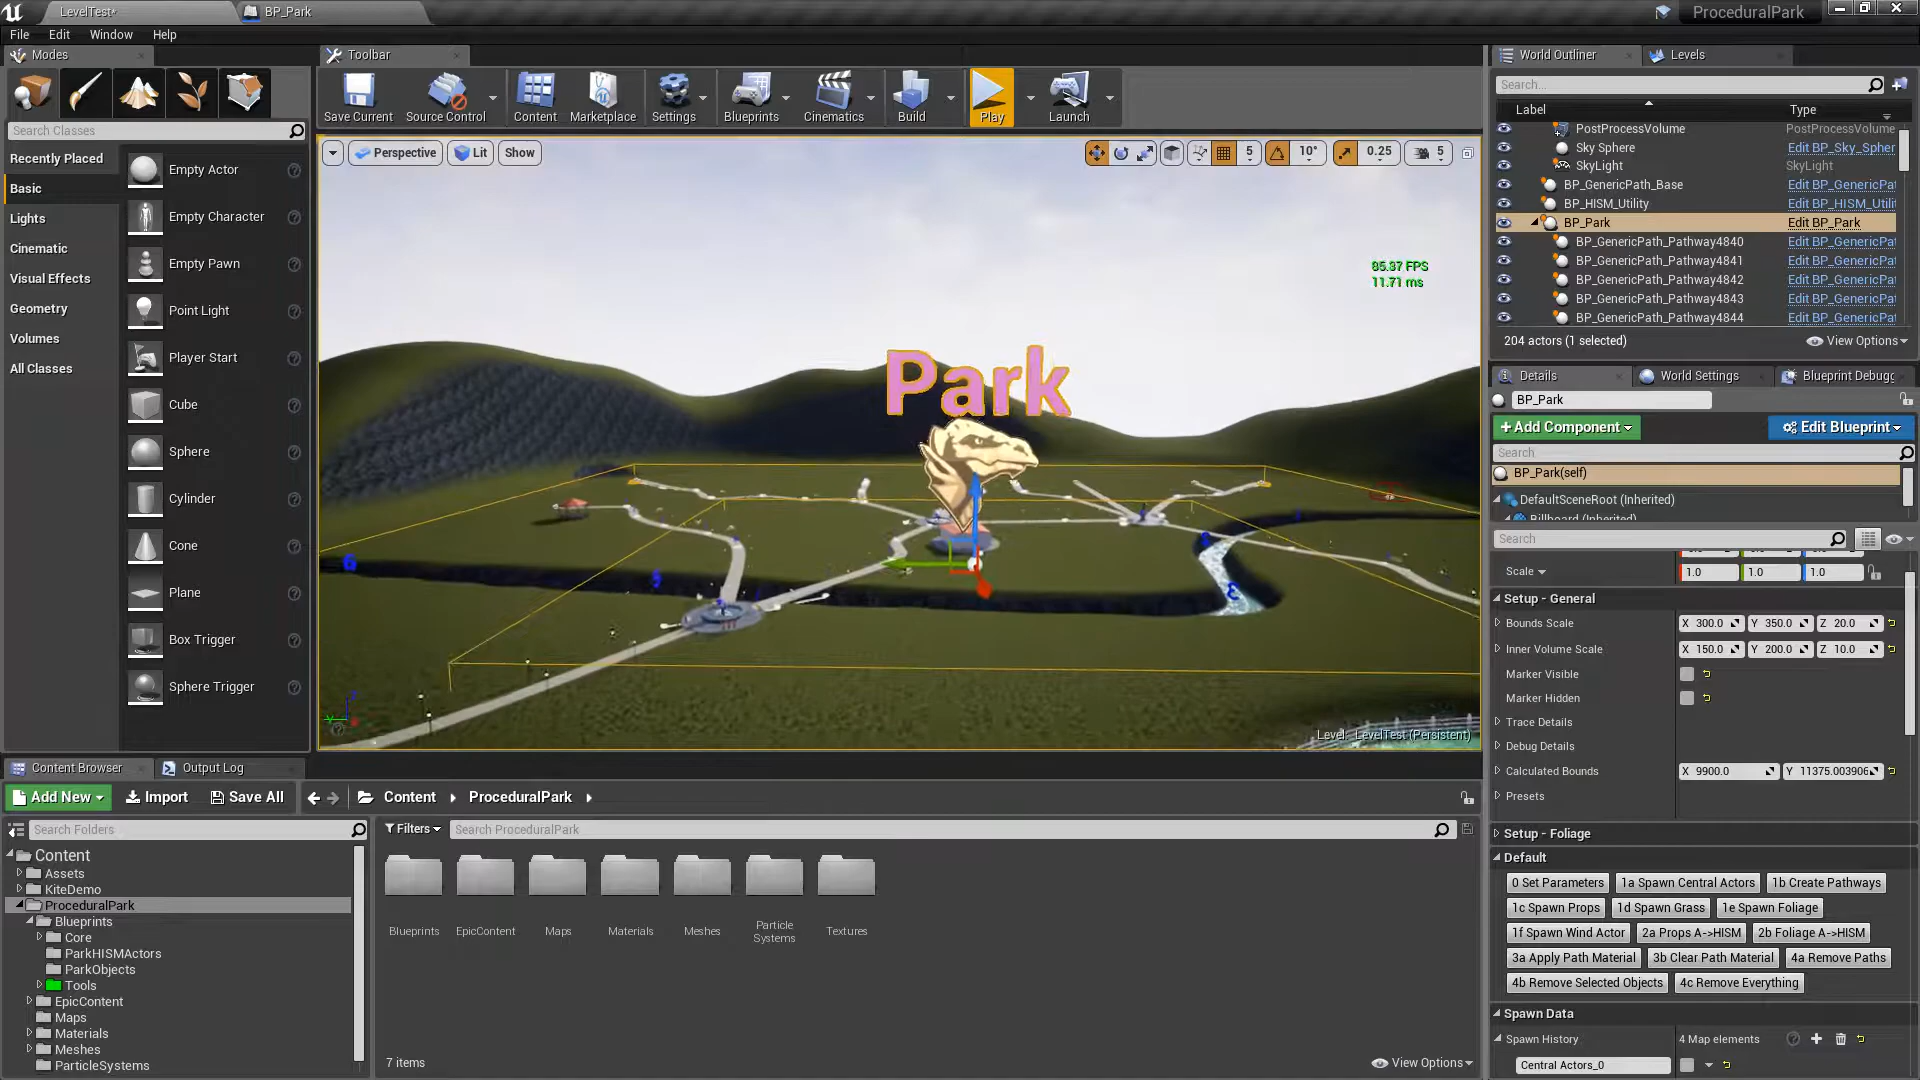 LevelTest*
BP_Park
ProceduralPark
File Edit Window Help
Modes
Search Classes
Recently Placed
Basic
Lights
Cinematic
Visual Effects
Geometry
Volumes
All Classes
Empty Actor
Empty Character
Empty Pawn
Point Light
Player Start
Cube
Sphere
Cylinder
Cone
Plane
Box Trigger
Sphere Trigger
Toolbar
Save Current
Source Control
Content
Marketplace
Settings
Blueprints
Cinematics
Build
Play
Launch
Perspective
Lit
Show
5
10°
0.25
5
85.37 FPS
11.71 ms
Park
6
Level: LevelTest (Persistent)
World Outliner
Levels
Search...
Label Type
PostProcessVolume PostProcessVolume
Sky Sphere Edit BP_Sky_Spher
SkyLight SkyLight
BP_GenericPath_Base Edit BP_GenericPat
BP_HISM_Utility Edit BP_HISM_Utilit
BP_Park Edit BP_Park
BP_GenericPath_Pathway4840 Edit BP_GenericPat
BP_GenericPath_Pathway4841 Edit BP_GenericPat
BP_GenericPath_Pathway4842 Edit BP_GenericPat
BP_GenericPath_Pathway4843 Edit BP_GenericPat
BP_GenericPath_Pathway4844 Edit BP_GenericPat
204 actors (1 selected)
View Options
Details
World Settings
Blueprint Debugg
BP_Park
+ Add Component
Edit Blueprint
Search
BP_Park(self)
DefaultSceneRoot (Inherited)
Billboard (Inherited)
Search
Scale 1.0 1.0 1.0
Setup - General
Bounds Scale X 300.0 Y 350.0 Z 20.0
Inner Volume Scale X 150.0 Y 200.0 Z 10.0
Marker Visible
Marker Hidden
Trace Details
Debug Details
Calculated Bounds X 9900.0 Y 11375.003906
Presets
Setup - Foliage
Default
0 Set Parameters 1a Spawn Central Actors 1b Create Pathways
1c Spawn Props 1d Spawn Grass 1e Spawn Foliage
1f Spawn Wind Actor 2a Props A->HISM 2b Foliage A->HISM
3a Apply Path Material 3b Clear Path Material 4a Remove Paths
4b Remove Selected Objects 4c Remove Everything
Spawn Data
Spawn History 4 Map elements
Central Actors_0
Content Browser
Output Log
Add New
Import
Save All
Content
ProceduralPark
Search Folders
Content
Assets
KiteDemo
ProceduralPark
Blueprints
Core
ParkHISMActors
ParkObjects
Tools
EpicContent
Maps
Materials
Meshes
ParticleSystems
Filters
Search ProceduralPark
Blueprints
EpicContent
Maps
Materials
Meshes
Particle
Systems
Textures
7 items
View Options